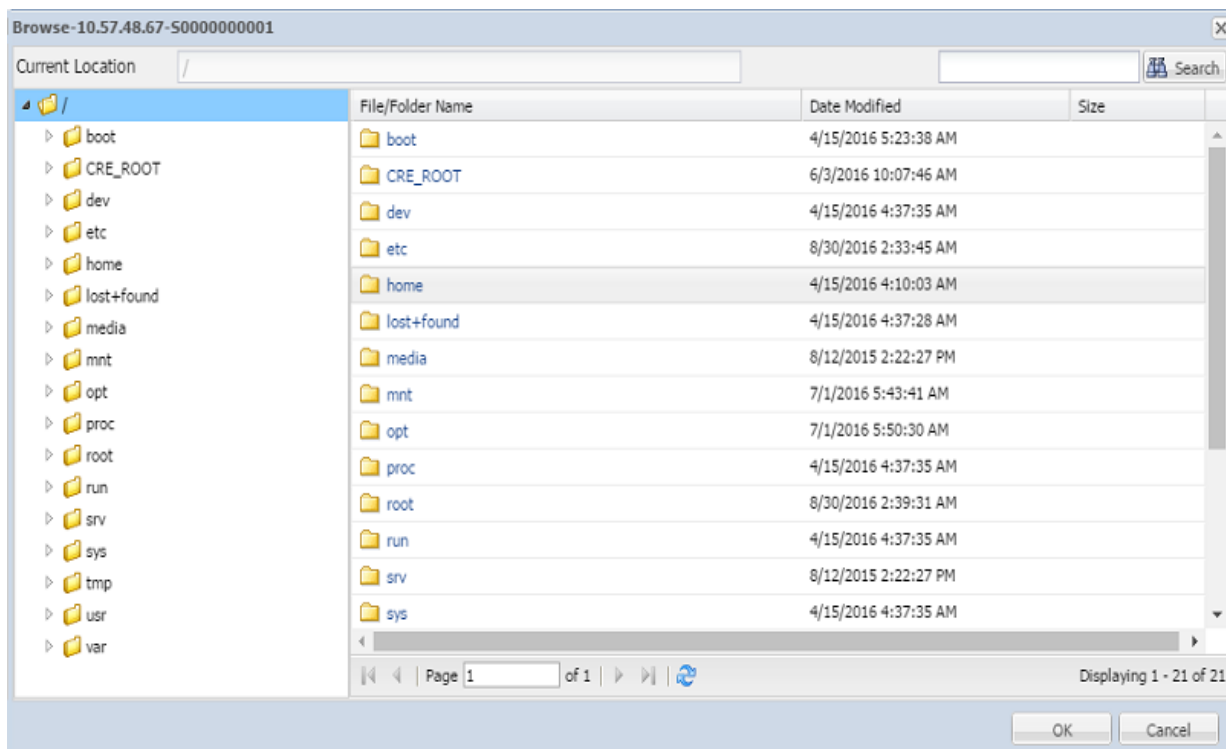 Browse-10.57.48.67-S0000000001
Current Location / Search
/
boot
CRE_ROOT
dev
etc
home
lost+found
media
mnt
opt
proc
root
run
srv
sys
tmp
usr
var
File/Folder Name Date Modified Size
boot 4/15/2016 5:23:38 AM
CRE_ROOT 6/3/2016 10:07:46 AM
dev 4/15/2016 4:37:35 AM
etc 8/30/2016 2:33:45 AM
home 4/15/2016 4:10:03 AM
lost+found 4/15/2016 4:37:28 AM
media 8/12/2015 2:22:27 PM
mnt 7/1/2016 5:43:41 AM
opt 7/1/2016 5:50:30 AM
proc 4/15/2016 4:37:35 AM
root 8/30/2016 2:39:31 AM
run 4/15/2016 4:37:35 AM
srv 8/12/2015 2:22:27 PM
sys 4/15/2016 4:37:35 AM
Page 1 of 1 Displaying 1 - 21 of 21
OK Cancel